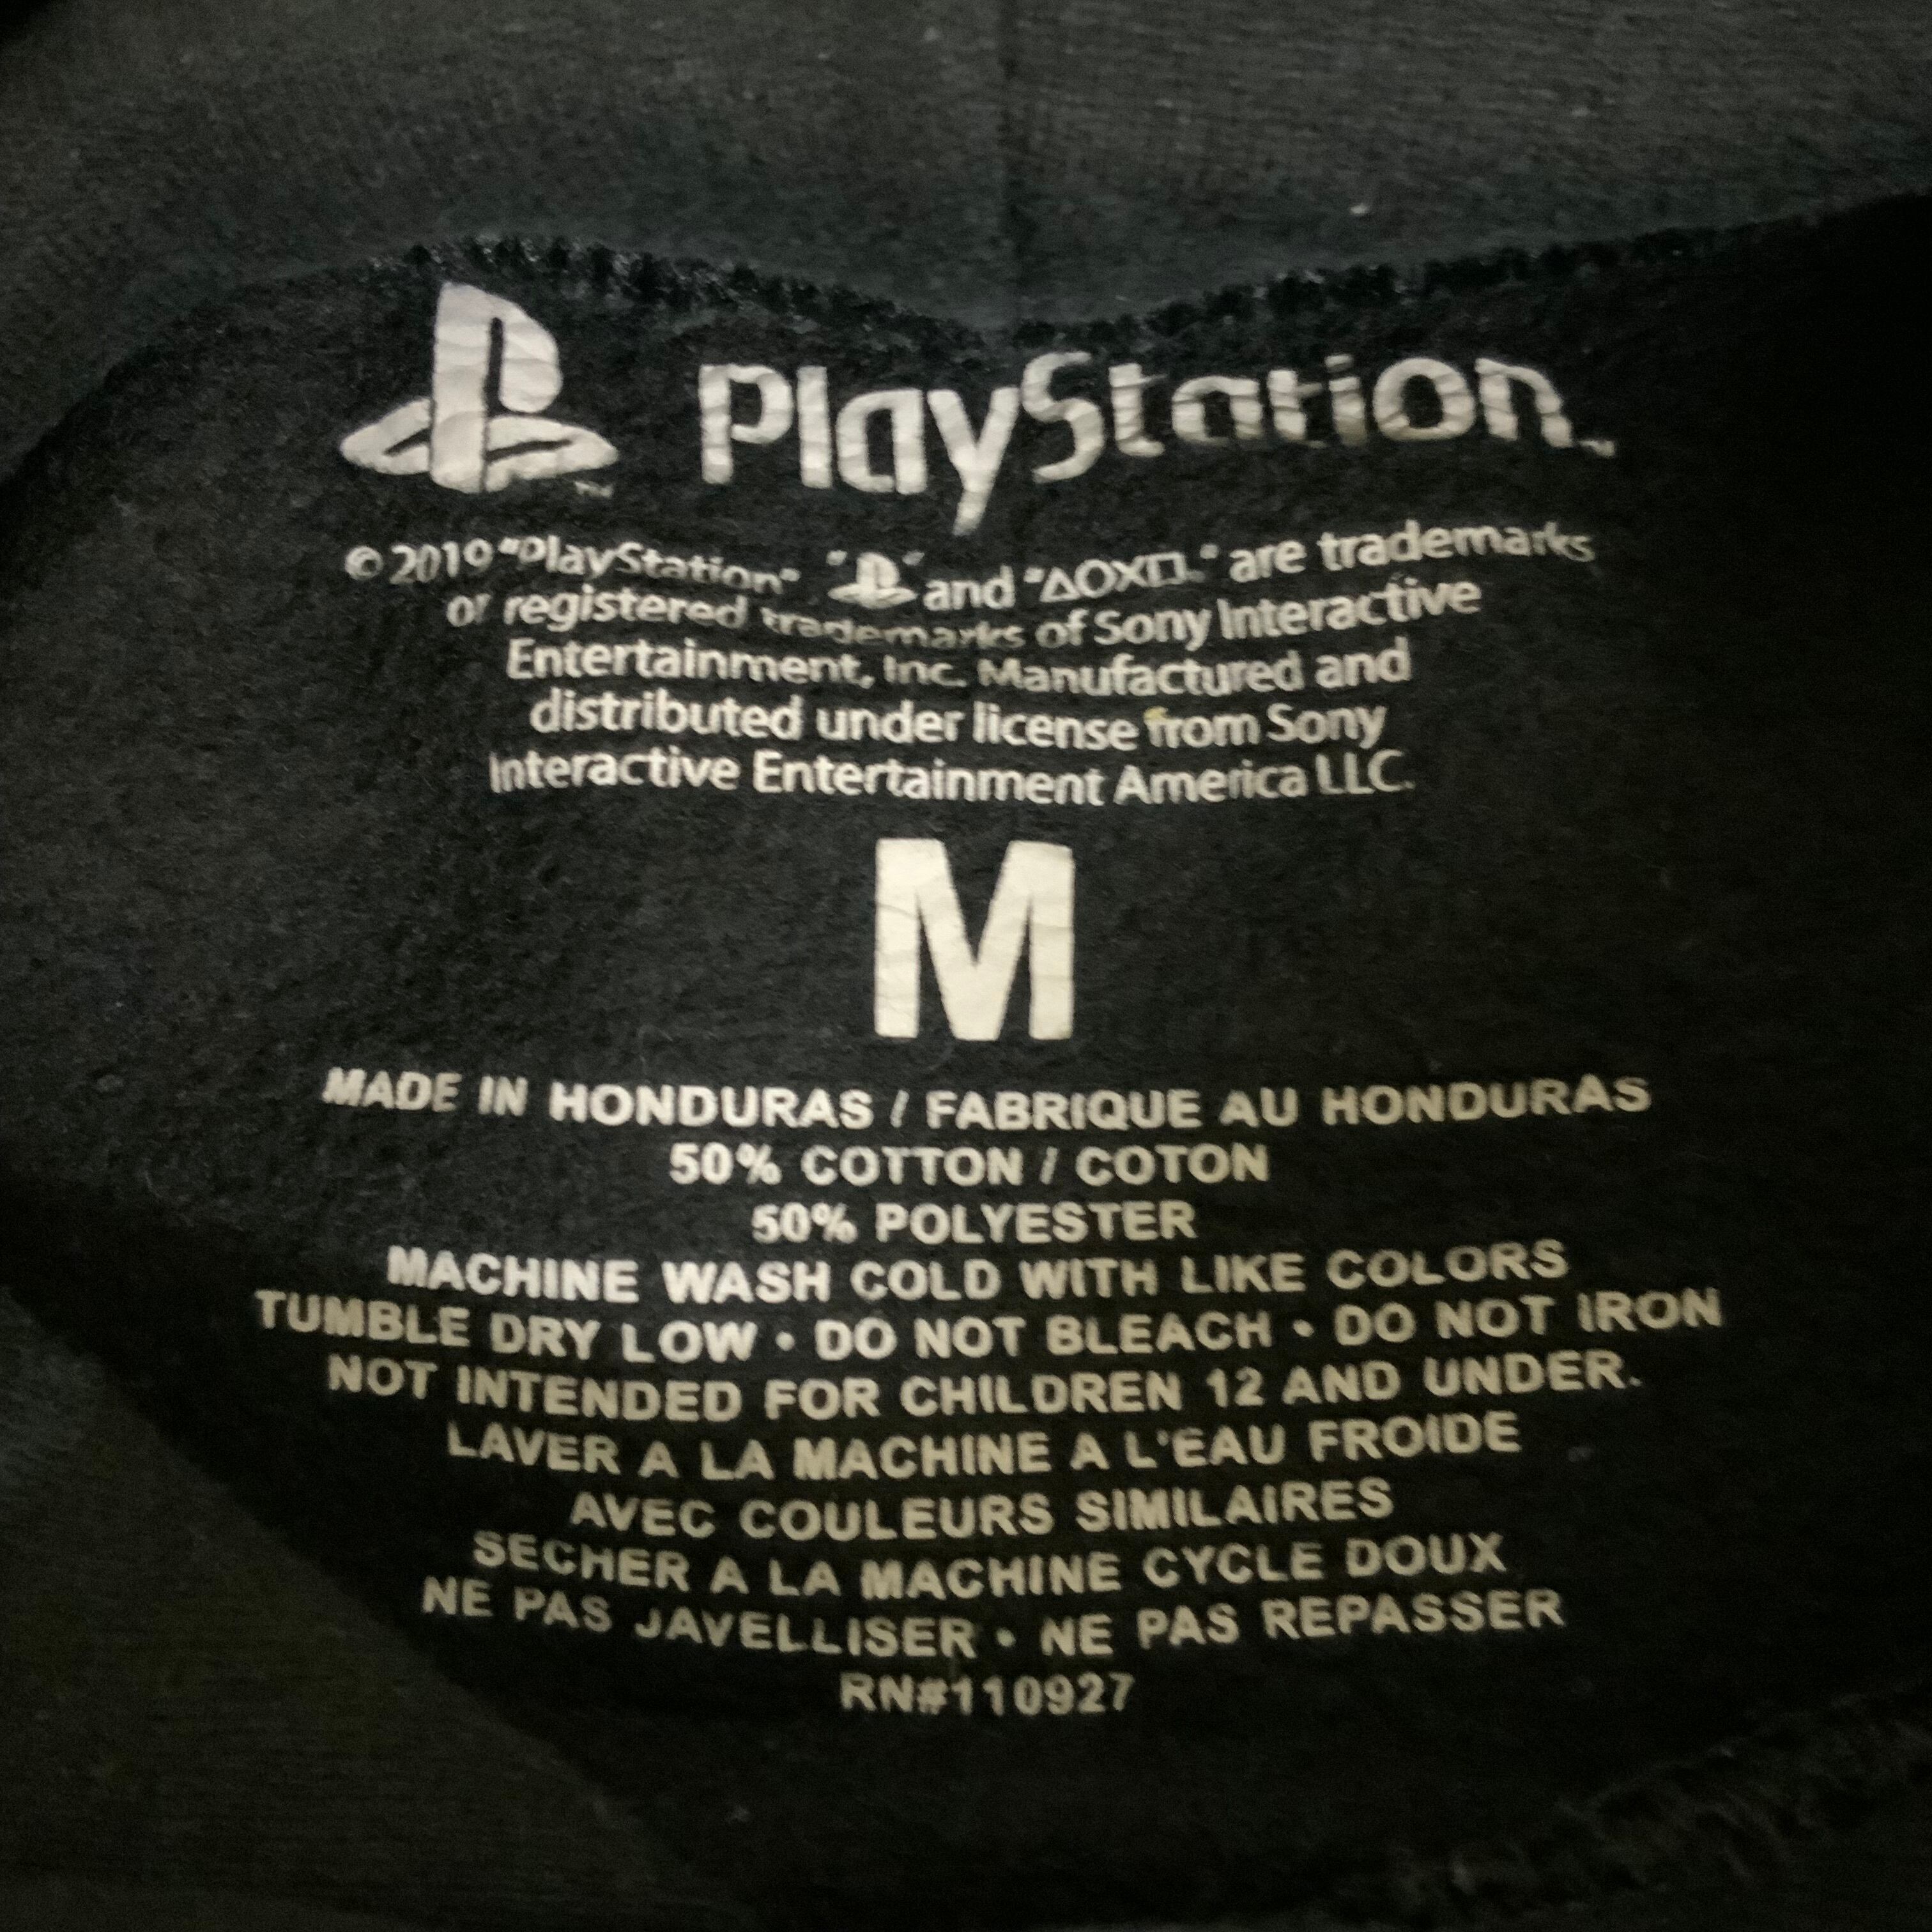 PlayStation™
© 2019 "PlayStation" " " and "ΔOX□" are trademarks
or registered trademarks of Sony Interactive
Entertainment, Inc. Manufactured and
distributed under license from Sony
Interactive Entertainment America LLC.
M
MADE IN HONDURAS / FABRIQUE AU HONDURAS
50% COTTON / COTON
50% POLYESTER
MACHINE WASH COLD WITH LIKE COLORS
TUMBLE DRY LOW • DO NOT BLEACH • DO NOT IRON
NOT INTENDED FOR CHILDREN 12 AND UNDER.
LAVER A LA MACHINE A L'EAU FROIDE
AVEC COULEURS SIMILAIRES
SECHER A LA MACHINE CYCLE DOUX
NE PAS JAVELLISER • NE PAS REPASSER
RN#110927